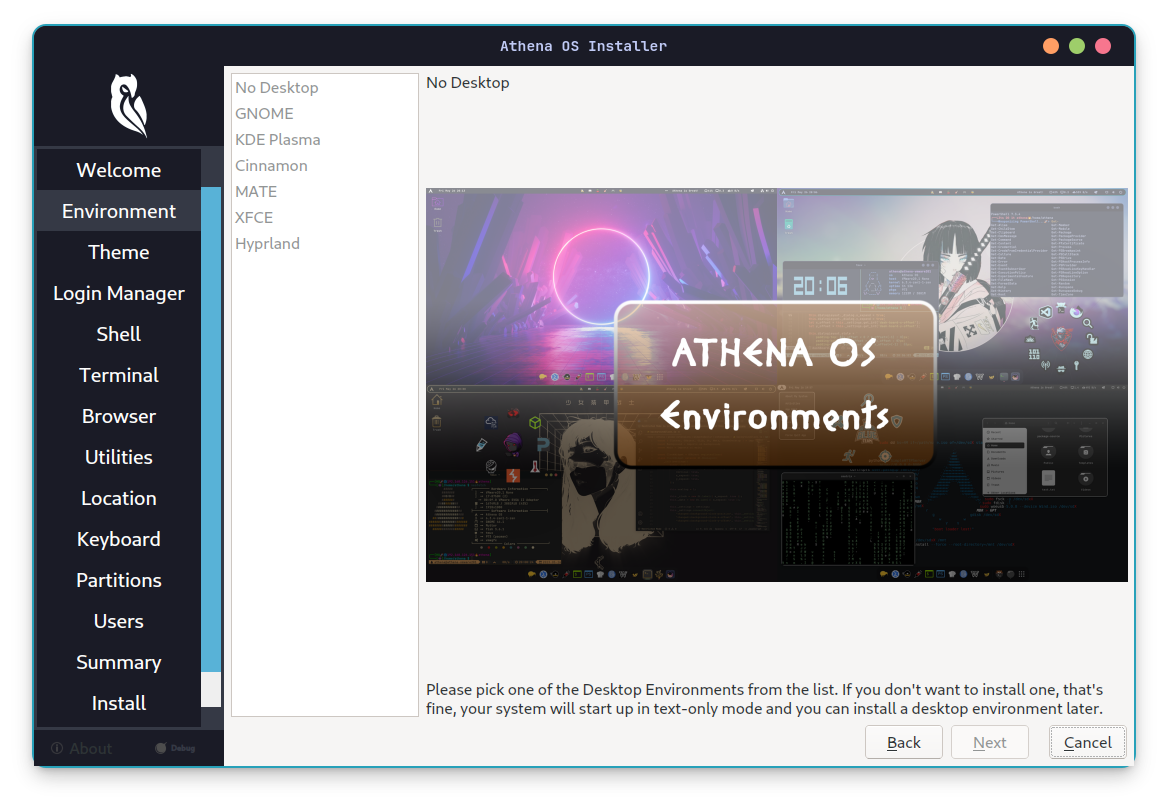 Athena OS Installer
Welcome
Environment
Theme
Login Manager
Shell
Terminal
Browser
Utilities
Location
Keyboard
Partitions
Users
Summary
Install
About
Debug
No Desktop
GNOME
KDE Plasma
Cinnamon
MATE
XFCE
Hyprland
No Desktop
20:06
ATHENA OS
Environments
Please pick one of the Desktop Environments from the list. If you don't want to install one, that's
fine, your system will start up in text-only mode and you can install a desktop environment later.
Back
Next
Cancel